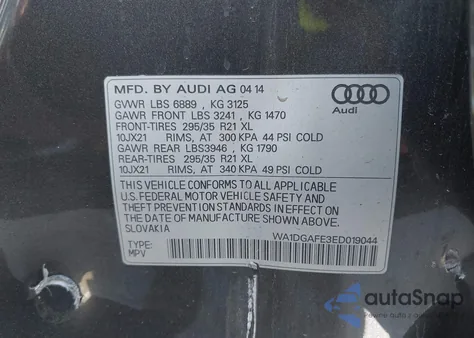 MFD. BY AUDI AG 04 14
GVWR LBS 6889 , KG 3125
GAWR FRONT LBS 3241 , KG 1470
FRONT-TIRES 295/35 R21 XL
10JX21 RIMS, AT 300 KPA 44 PSI COLD
GAWR REAR LBS3946 , KG 1790
REAR-TIRES 295/35 R21 XL
10JX21 RIMS, AT 340 KPA 49 PSI COLD
THIS VEHICLE CONFORMS TO ALL APPLICABLE
U.S. FEDERAL MOTOR VEHICLE SAFETY AND
THEFT PREVENTION STANDARDS IN EFFECT ON
THE DATE OF MANUFACTURE SHOWN ABOVE.
SLOVAKIA
TYPE:
MPV
WA1DGAFE3ED019044
Audi
autoSnap